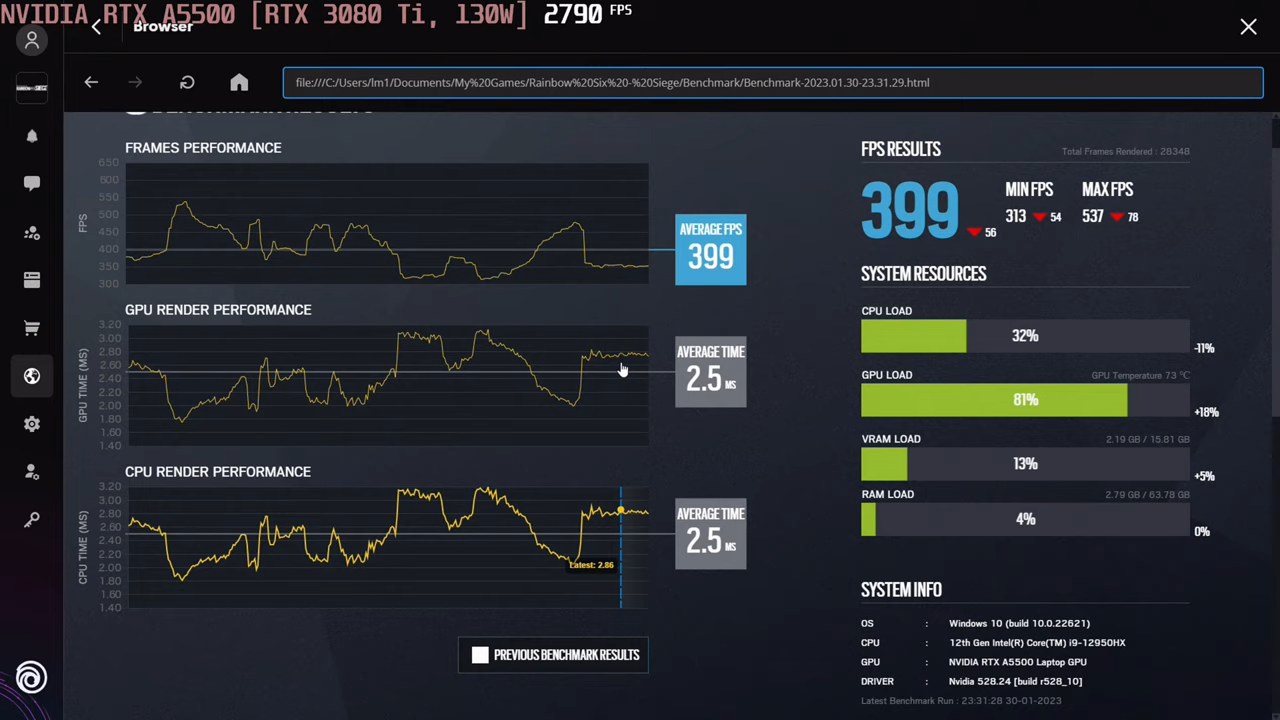 NVIDIA RTX A5500 [RTX 3080 Ti, 130W] 2790 FPS
Browser
file:///C:/Users/lm1/Documents/My%20Games/Rainbow%20Six%20-%20Siege/Benchmark/Benchmark-2023.01.30-23.31.29.html
BENCHMARK RESULTS
FRAMES PERFORMANCE
650
600
550
500
450
400
350
300
FPS
AVERAGE FPS
399
GPU RENDER PERFORMANCE
3.20
3.00
2.80
2.60
2.40
2.20
2.00
1.80
1.60
1.40
GPU TIME (MS)
AVERAGE TIME
2.5 MS
CPU RENDER PERFORMANCE
3.20
3.00
2.80
2.60
2.40
2.20
2.00
1.80
1.60
1.40
CPU TIME (MS)
Latest: 2.86
AVERAGE TIME
2.5 MS
PREVIOUS BENCHMARK RESULTS
FPS RESULTS
Total Frames Rendered : 28348
399 56
MIN FPS
313 54
MAX FPS
537 78
SYSTEM RESOURCES
CPU LOAD
32%
-11%
GPU LOAD
GPU Temperature 73 °C
81%
+18%
VRAM LOAD
2.19 GB / 15.81 GB
13%
+5%
RAM LOAD
2.79 GB / 63.78 GB
4%
0%
SYSTEM INFO
OS : Windows 10 (build 10.0.22621)
CPU : 12th Gen Intel(R) Core(TM) i9-12950HX
GPU : NVIDIA RTX A5500 Laptop GPU
DRIVER : Nvidia 528.24 [build r528_10]
Latest Benchmark Run : 23:31:28 30-01-2023